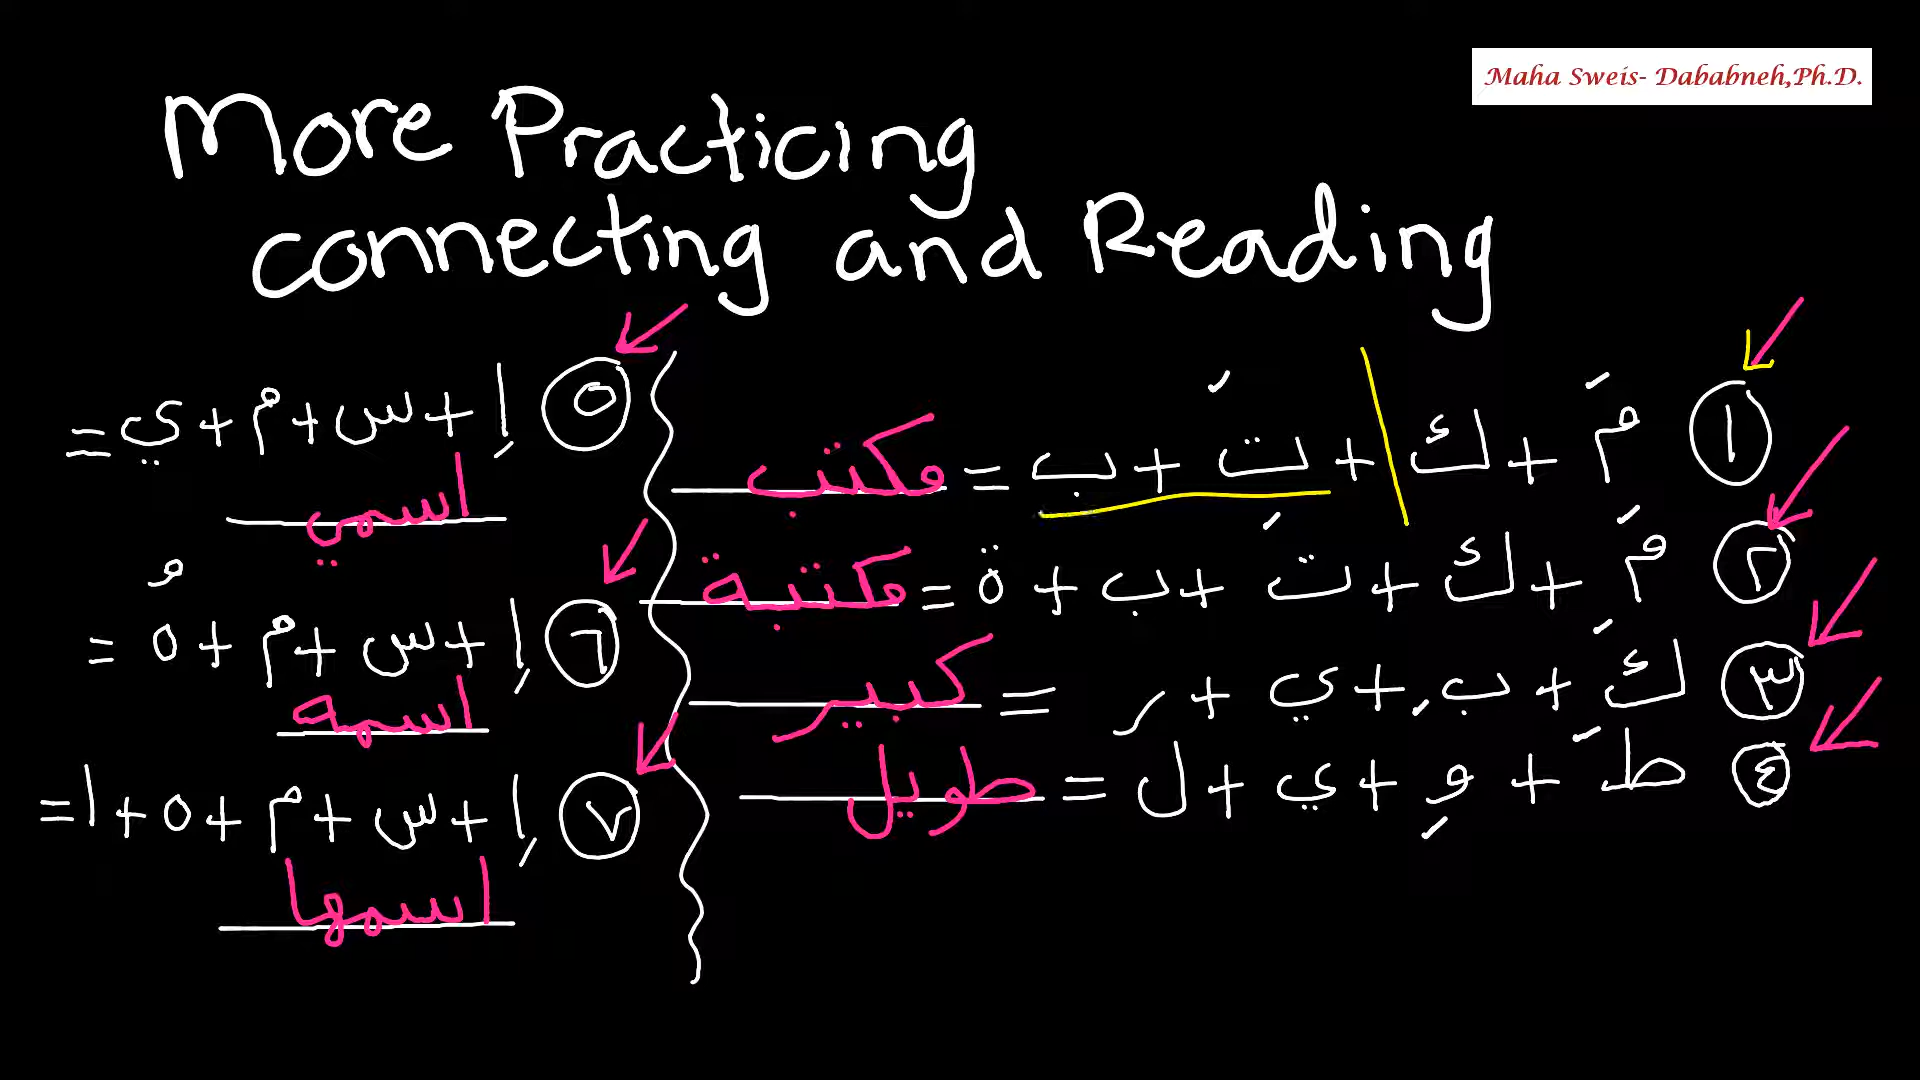 Maha Sweis- Dababneh,Ph.D.
More Practicing
connecting and Reading
١ مَ + ك + تَ + ب = مكتب
٢ مَ + ك + تَ + ب + ة = مكتبة
٣ كَ + بِ + ي + ر = كبير
٤ طَ + وِ + ي + ل = طويل
٥ إ + س + م + ي =
اسمي
٦ إ + س + م + هُ =
اسمه
٧ إ + س + م + ه + ا =
اسمها